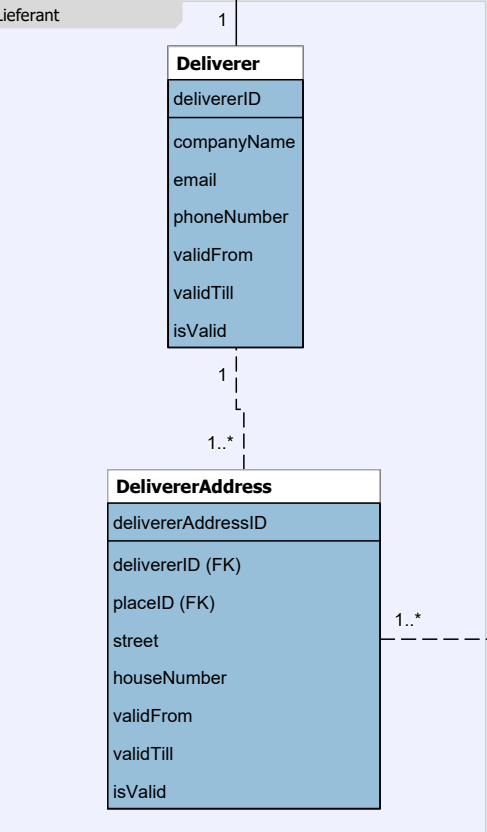 Lieferant
1
Deliverer
delivererID
companyName
email
phoneNumber
validFrom
validTill
isValid
1
1..*
DelivererAddress
delivererAddressID
delivererID (FK)
placeID (FK)
street
1..*
houseNumber
validFrom
validTill
isValid